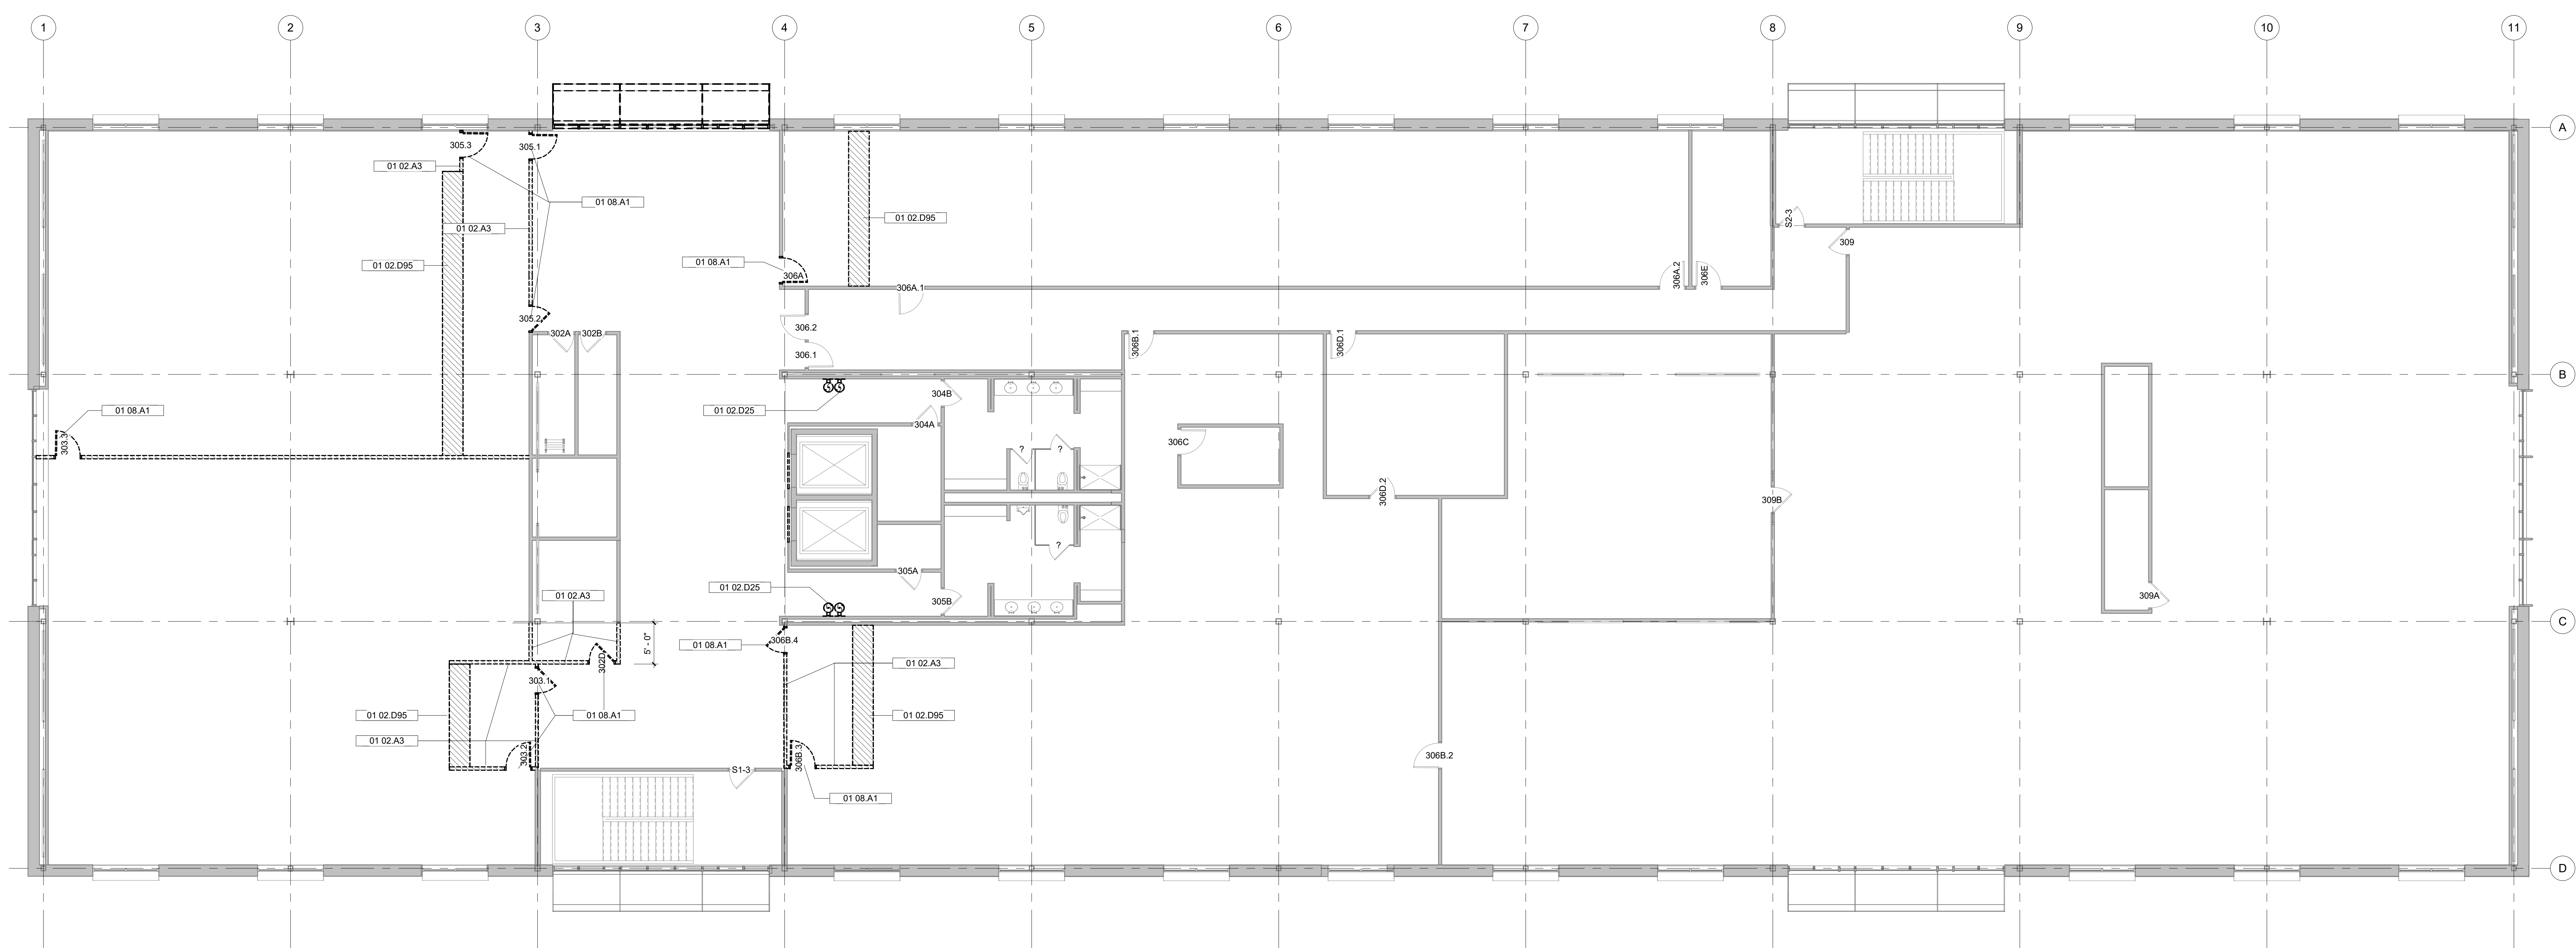 1
2
3
4
5
6
7
8
9
10
11
A
305.3
305.1
01 02.A3
01 08.A1
01 02.A3
01 02.D95
S2-3
309
01 02.D95
01 08.A1
306A
306A.2
306E
306A.1
305.2
306.2
302A
302B
306B.1
306D.1
306.1
B
304B
01 02.D25
01 08.A1
304A
303.3
306C
?
?
306D.2
309B
?
305A
01 02.D25
01 02.A3
305B
309A
C
5' - 0"
306B.4
01 08.A1
302D
01 02.A3
303.1
01 02.D95
01 08.A1
01 02.D95
01 02.A3
303.2
306B.3
306B.2
S1-3
01 08.A1
D